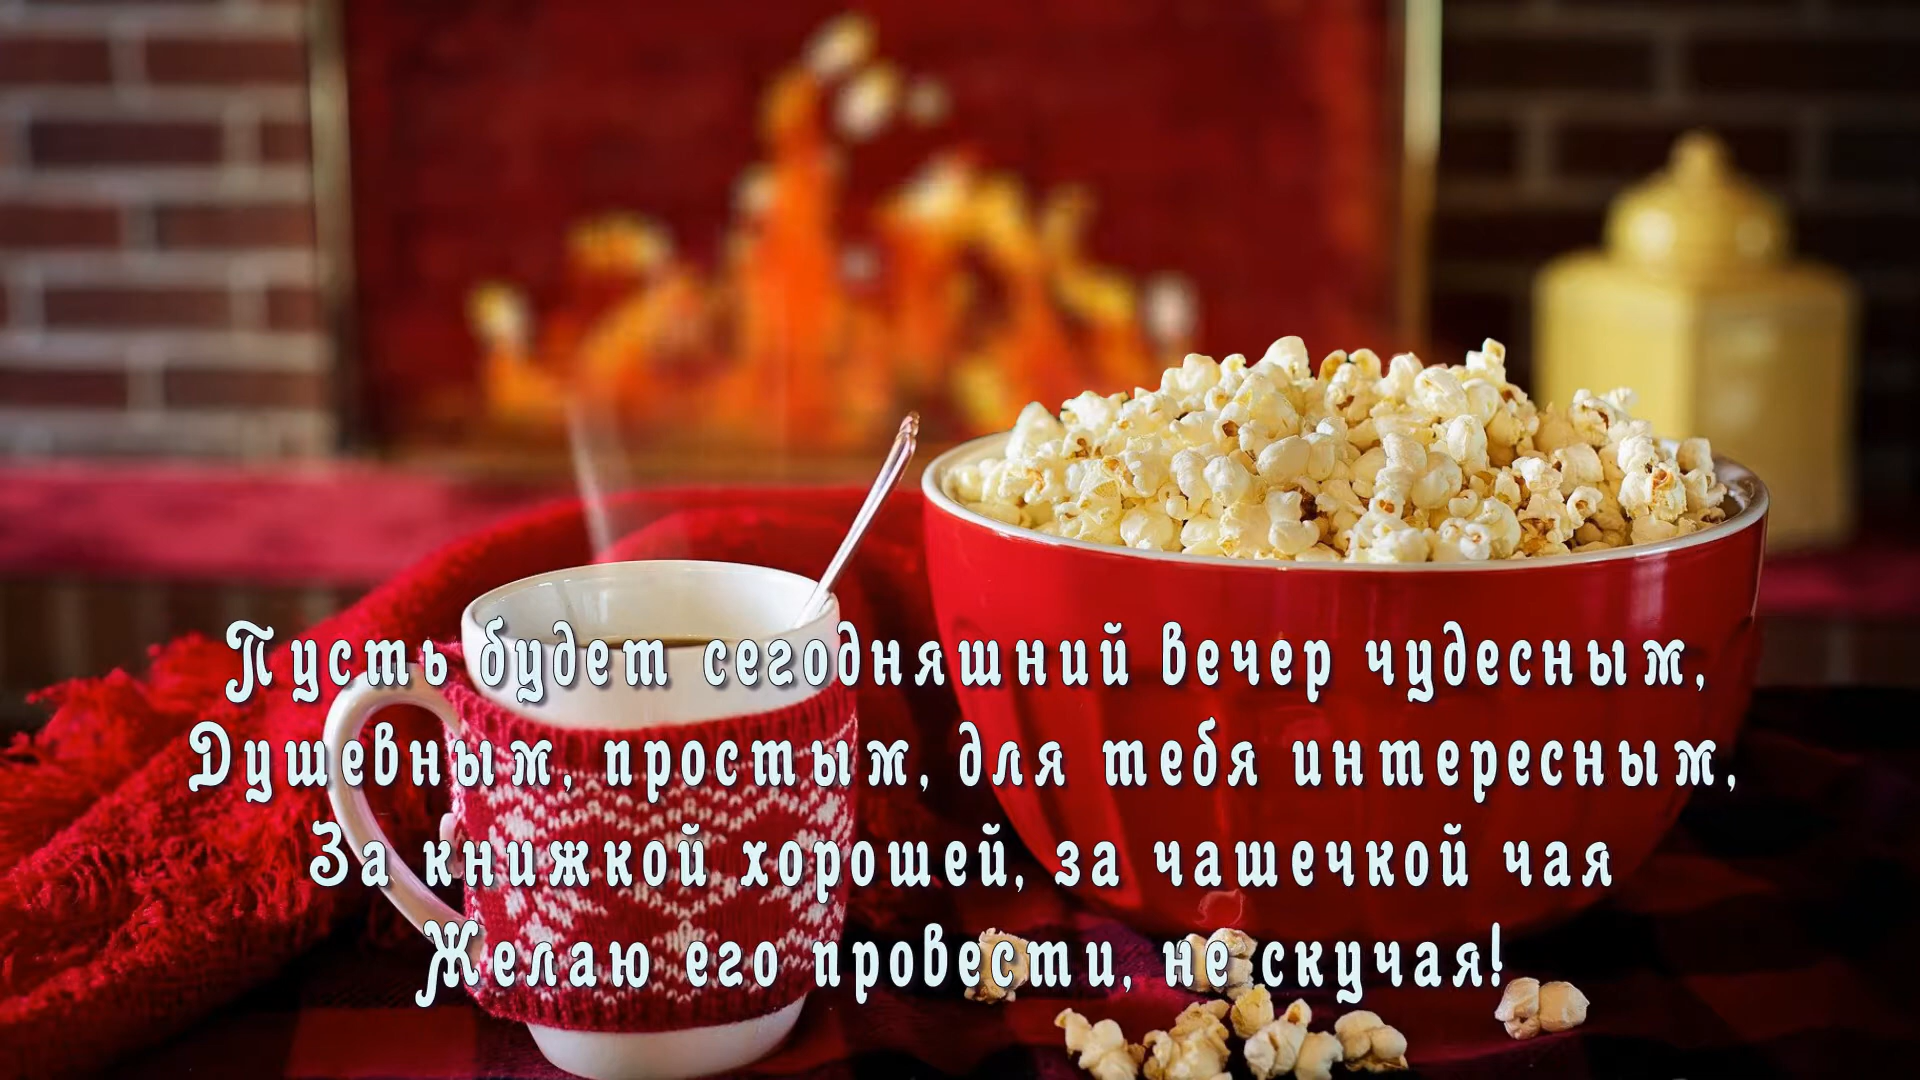 Пусть будет сегодняшний вечер чудесным,
Душевным, простым, для тебя интересным,
За книжкой хорошей, за чашечкой чая
Желаю его провести, не скучая!